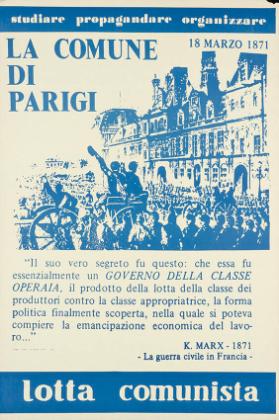 studiare propagandare organizzare
LA COMUNE
18 MARZO 1871
DI
PARIGI
"Il suo vero segreto fu questo: che essa fu
essenzialmente un GOVERNO DELLA CLASSE
OPERAIA, il prodotto della lotta della classe dei
produttori contro la classe appropriatrice, la forma
politica finalmente scoperta, nella quale si poteva
compiere la emancipazione economica del lavo-
ro..."
K. MARX - 1871
- La guerra civile in Francia -
lotta comunista